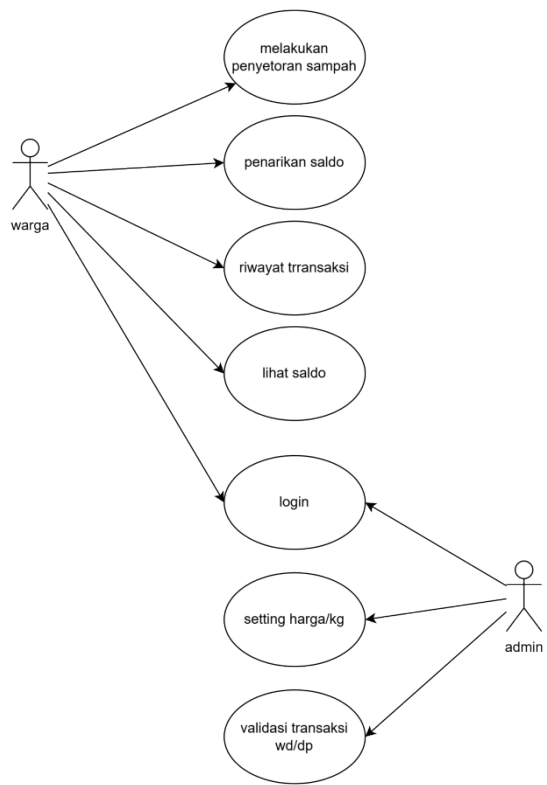 melakukan
penyetoran sampah
penarikan saldo
warga
riwayat trransaksi
lihat saldo
login
setting harga/kg
admin
validasi transaksi
wd/dp